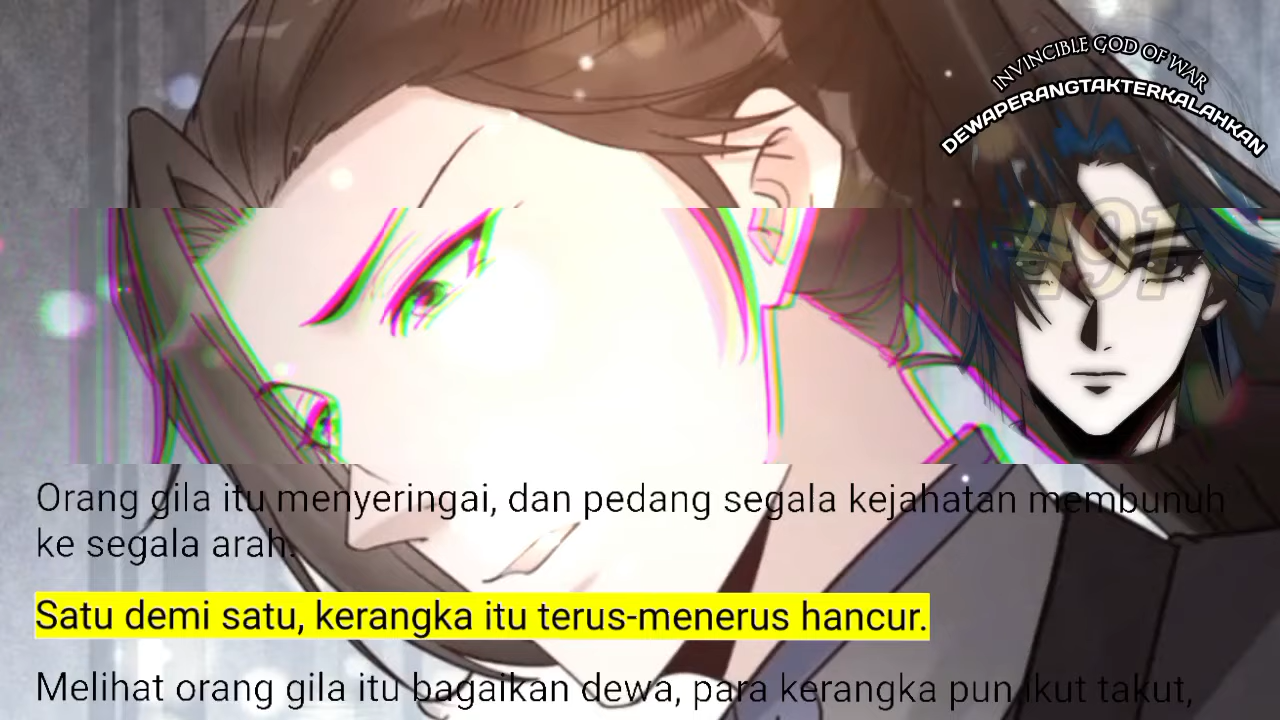 INVINCIBLE GOD OF WAR
DEWAPERANGTAKTERKALAHKAN
491
Orang gila itu menyeringai, dan pedang segala kejahatan membunuh
ke segala arah.
Satu demi satu, kerangka itu terus-menerus hancur.
Melihat orang gila itu bagaikan dewa, para kerangka pun ikut takut,